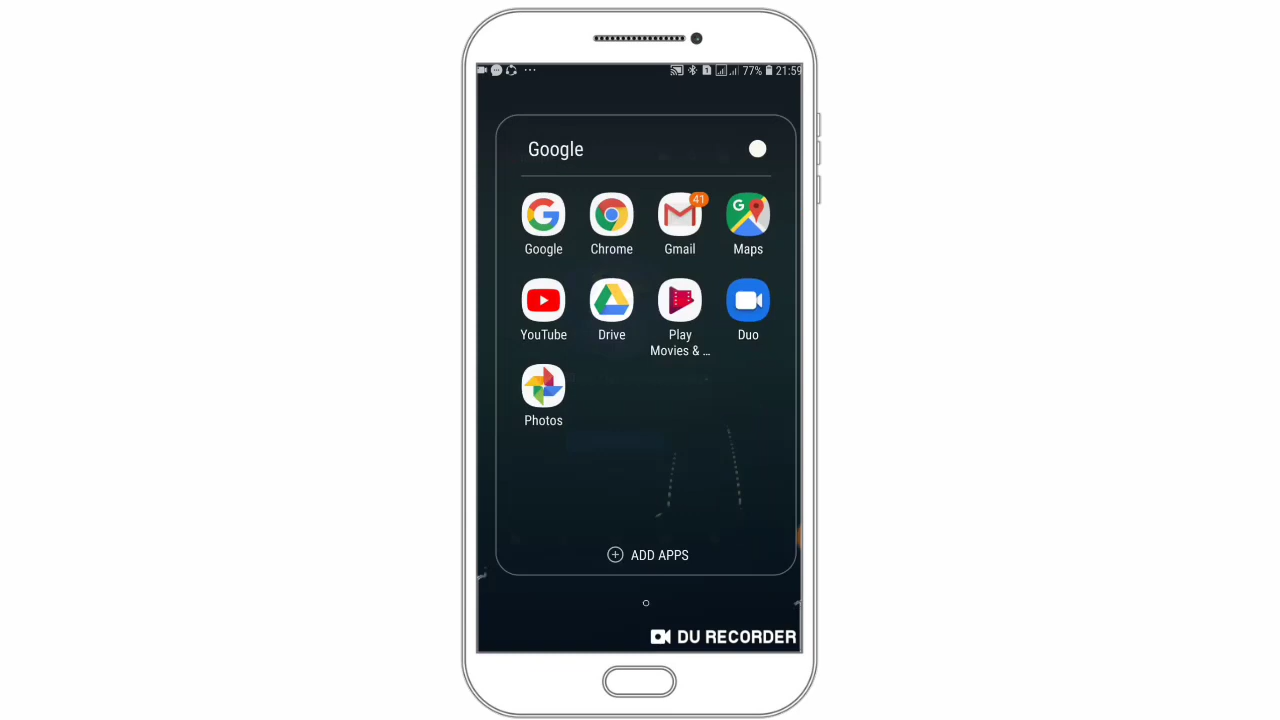 77% 21:59
Google
41
Google Chrome Gmail Maps
YouTube Drive Play Movies & ... Duo
Photos
ADD APPS
DU RECORDER